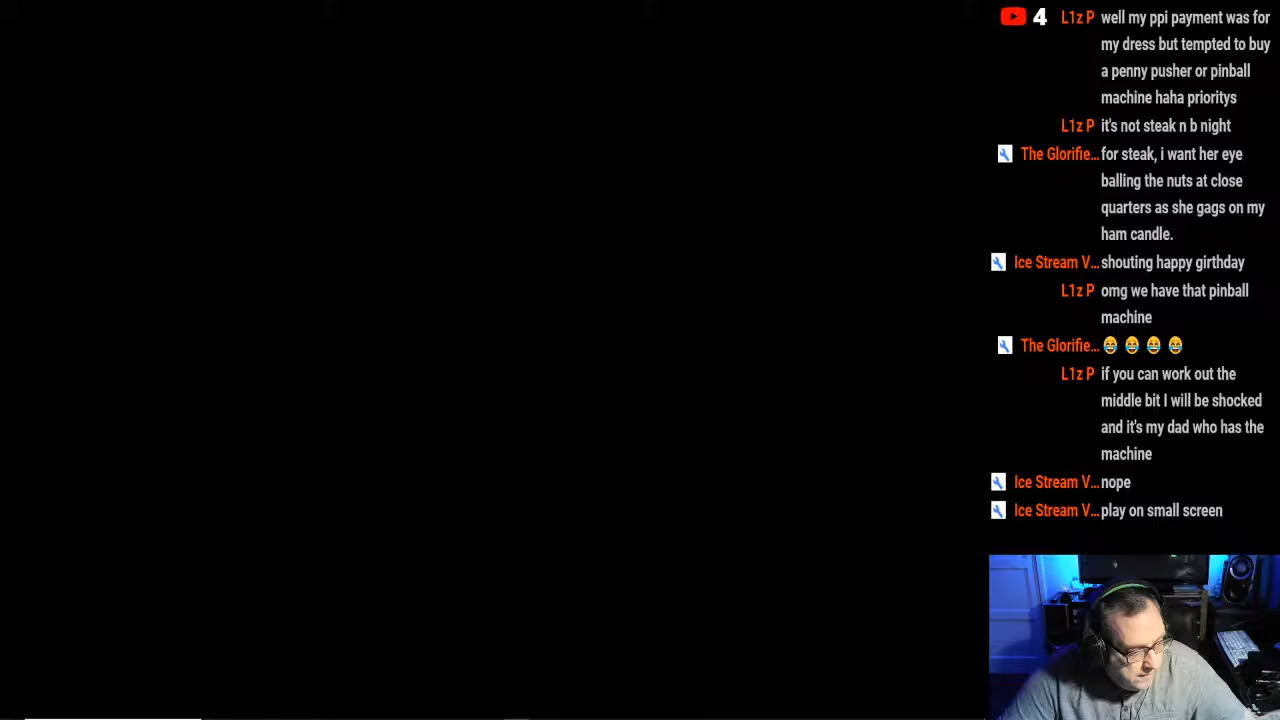 4 L1z P well my ppi payment was for
my dress but tempted to buy
a penny pusher or pinball
machine haha prioritys
L1z P it's not steak n b night
The Glorifie... for steak, i want her eye
balling the nuts at close
quarters as she gags on my
ham candle.
Ice Stream V... shouting happy girthday
L1z P omg we have that pinball
machine
The Glorifie... 😂 😂 😂 😂
L1z P if you can work out the
middle bit I will be shocked
and it's my dad who has the
machine
Ice Stream V... nope
Ice Stream V... play on small screen